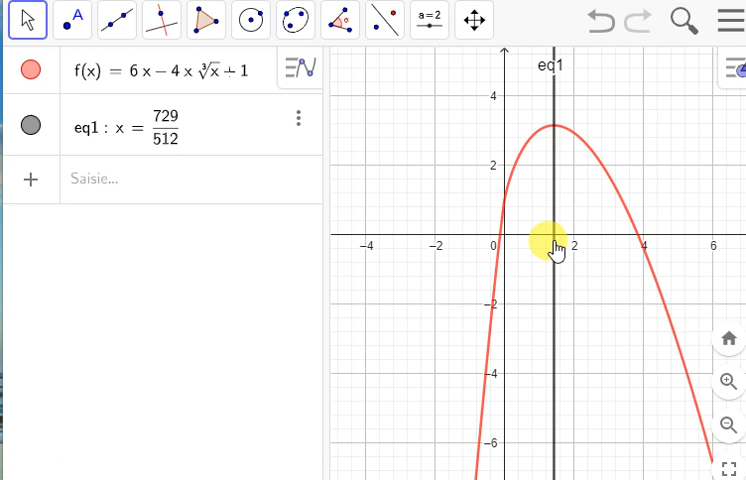 A
a = 2
f(x) = 6 x − 4 x ∛x + 1
eq1 : x = 729/512
Saisie...
eq1
4
2
−4 −2 0 2 4 6
−2
−4
−6